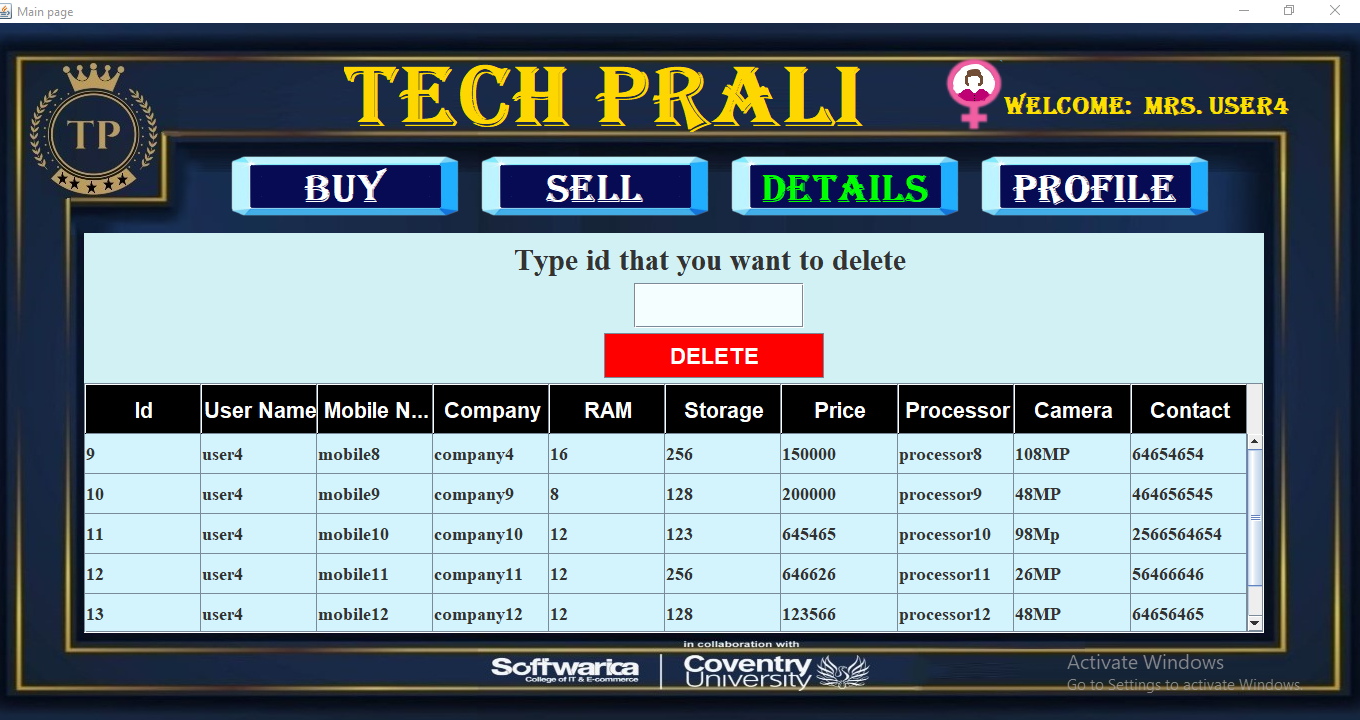 Main page
TP
TECH PRALI
WELCOME: MRS. USER4
BUY SELL DETAILS PROFILE
Type id that you want to delete
DELETE
Id User Name Mobile N... Company RAM Storage Price Processor Camera Contact
9 user4 mobile8 company4 16 256 150000 processor8 108MP 64654654
10 user4 mobile9 company9 8 128 200000 processor9 48MP 464656545
11 user4 mobile10 company10 12 123 645465 processor10 98Mp 2566564654
12 user4 mobile11 company11 12 256 646626 processor11 26MP 56466646
13 user4 mobile12 company12 12 128 123566 processor12 48MP 64656465
in collaboration with
Softwarica
College of IT & E-commerce
Coventry
University
Activate Windows
Go to Settings to activate Windows.